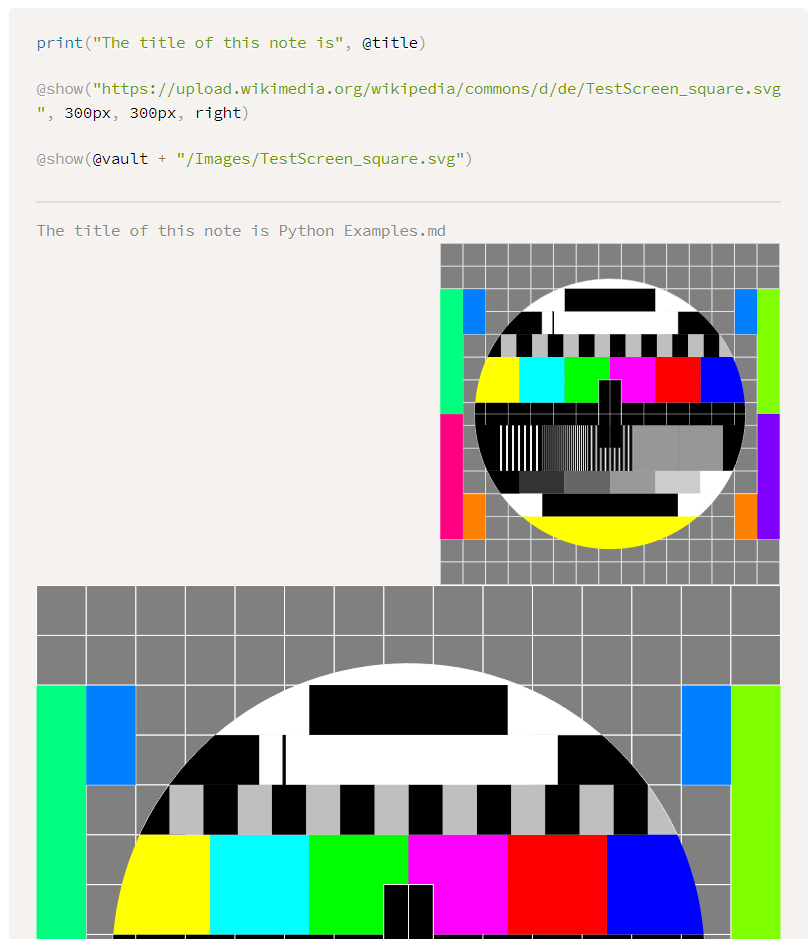 print("The title of this note is", @title)
@show("https://upload.wikimedia.org/wikipedia/commons/d/de/TestScreen_square.svg
", 300px, 300px, right)
@show(@vault + "/Images/TestScreen_square.svg")
The title of this note is Python Examples.md